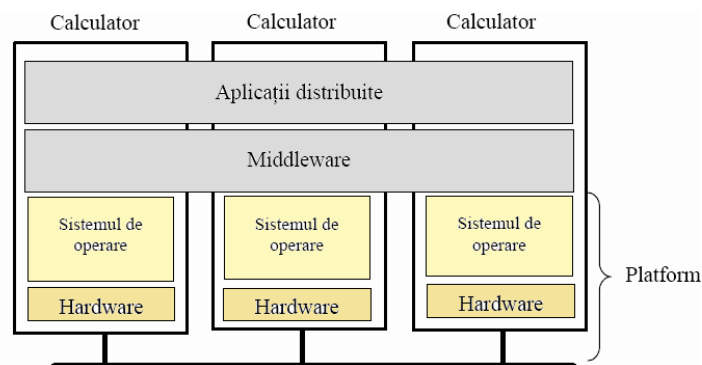 Calculator Calculator Calculator
Aplicații distribuite
Middleware
Sistemul de operare
Sistemul de operare
Sistemul de operare
Hardware Hardware Hardware
Platform